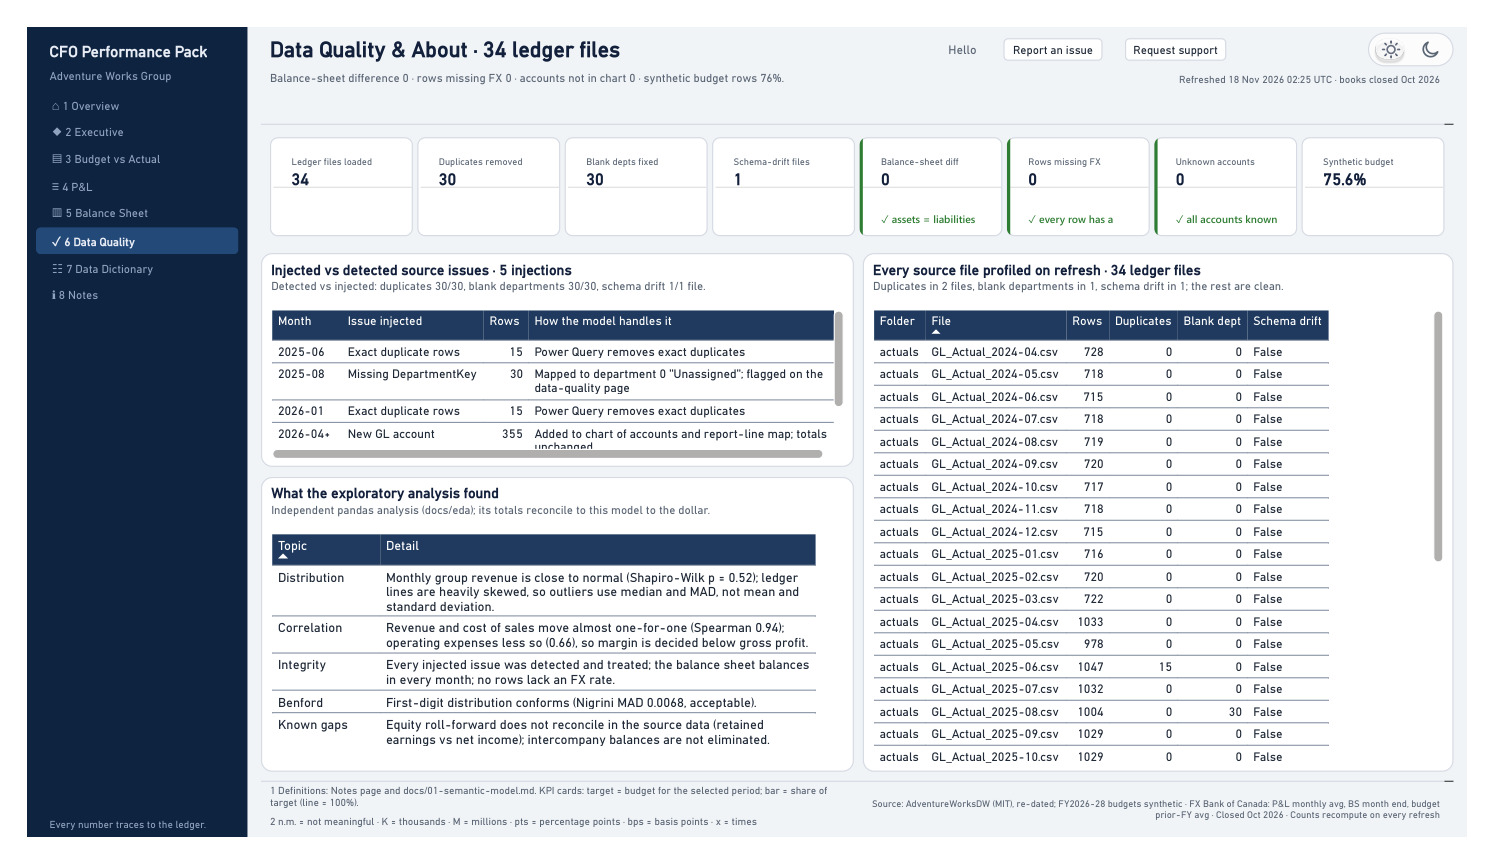 CFO Performance Pack
Adventure Works Group
⌂ 1 Overview
◆ 2 Executive
▤ 3 Budget vs Actual
≡ 4 P&L
▥ 5 Balance Sheet
✓ 6 Data Quality
☷ 7 Data Dictionary
ℹ 8 Notes
Every number traces to the ledger.
Data Quality & About · 34 ledger files
Hello
Report an issue
Request support
Balance-sheet difference 0 · rows missing FX 0 · accounts not in chart 0 · synthetic budget rows 76%.
Refreshed 18 Nov 2026 02:25 UTC · books closed Oct 2026
Ledger files loaded
34
Duplicates removed
30
Blank depts fixed
30
Schema-drift files
1
Balance-sheet diff
0
✓ assets = liabilities
Rows missing FX
0
✓ every row has a
Unknown accounts
0
✓ all accounts known
Synthetic budget
75.6%
Injected vs detected source issues · 5 injections
Detected vs injected: duplicates 30/30, blank departments 30/30, schema drift 1/1 file.
Month Issue injected Rows How the model handles it
2025-06 Exact duplicate rows 15 Power Query removes exact duplicates
2025-08 Missing DepartmentKey 30 Mapped to department 0 "Unassigned"; flagged on the
data-quality page
2026-01 Exact duplicate rows 15 Power Query removes exact duplicates
2026-04+ New GL account 355 Added to chart of accounts and report-line map; totals
unchanged
What the exploratory analysis found
Independent pandas analysis (docs/eda); its totals reconcile to this model to the dollar.
Topic Detail
Distribution Monthly group revenue is close to normal (Shapiro-Wilk p = 0.52); ledger
lines are heavily skewed, so outliers use median and MAD, not mean and
standard deviation.
Correlation Revenue and cost of sales move almost one-for-one (Spearman 0.94);
operating expenses less so (0.66), so margin is decided below gross profit.
Integrity Every injected issue was detected and treated; the balance sheet balances
in every month; no rows lack an FX rate.
Benford First-digit distribution conforms (Nigrini MAD 0.0068, acceptable).
Known gaps Equity roll-forward does not reconcile in the source data (retained
earnings vs net income); intercompany balances are not eliminated.
Every source file profiled on refresh · 34 ledger files
Duplicates in 2 files, blank departments in 1, schema drift in 1; the rest are clean.
Folder File Rows Duplicates Blank dept Schema drift
actuals GL_Actual_2024-04.csv 728 0 0 False
actuals GL_Actual_2024-05.csv 718 0 0 False
actuals GL_Actual_2024-06.csv 715 0 0 False
actuals GL_Actual_2024-07.csv 718 0 0 False
actuals GL_Actual_2024-08.csv 719 0 0 False
actuals GL_Actual_2024-09.csv 720 0 0 False
actuals GL_Actual_2024-10.csv 717 0 0 False
actuals GL_Actual_2024-11.csv 718 0 0 False
actuals GL_Actual_2024-12.csv 715 0 0 False
actuals GL_Actual_2025-01.csv 716 0 0 False
actuals GL_Actual_2025-02.csv 720 0 0 False
actuals GL_Actual_2025-03.csv 722 0 0 False
actuals GL_Actual_2025-04.csv 1033 0 0 False
actuals GL_Actual_2025-05.csv 978 0 0 False
actuals GL_Actual_2025-06.csv 1047 15 0 False
actuals GL_Actual_2025-07.csv 1032 0 0 False
actuals GL_Actual_2025-08.csv 1004 0 30 False
actuals GL_Actual_2025-09.csv 1029 0 0 False
actuals GL_Actual_2025-10.csv 1029 0 0 False
1 Definitions: Notes page and docs/01-semantic-model.md. KPI cards: target = budget for the selected period; bar = share of
target (line = 100%).
2 n.m. = not meaningful · K = thousands · M = millions · pts = percentage points · bps = basis points · x = times
Source: AdventureWorksDW (MIT), re-dated; FY2026-28 budgets synthetic · FX Bank of Canada: P&L monthly avg, BS month end, budget
prior-FY avg · Closed Oct 2026 · Counts recompute on every refresh